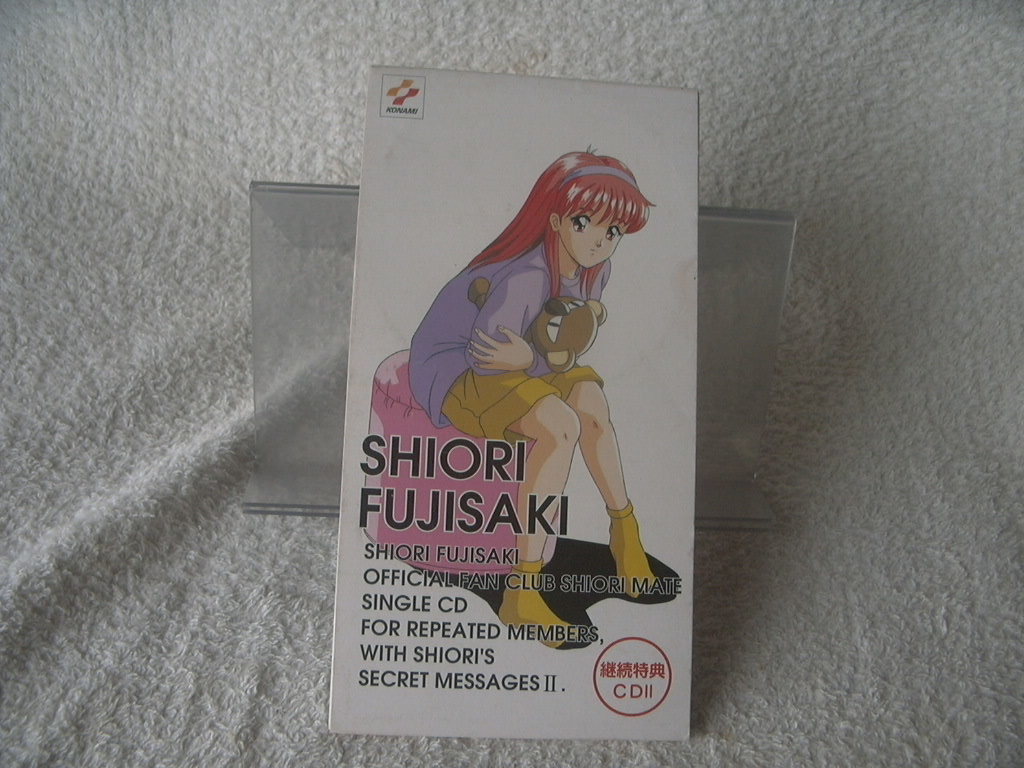 KONAMI
SHIORI
FUJISAKI
SHIORI FUJISAKI
OFFICIAL FAN CLUB SHIORI MATE
SINGLE CD
FOR REPEATED MEMBERS,
WITH SHIORI'S
SECRET MESSAGES II.
継続特典
CDII